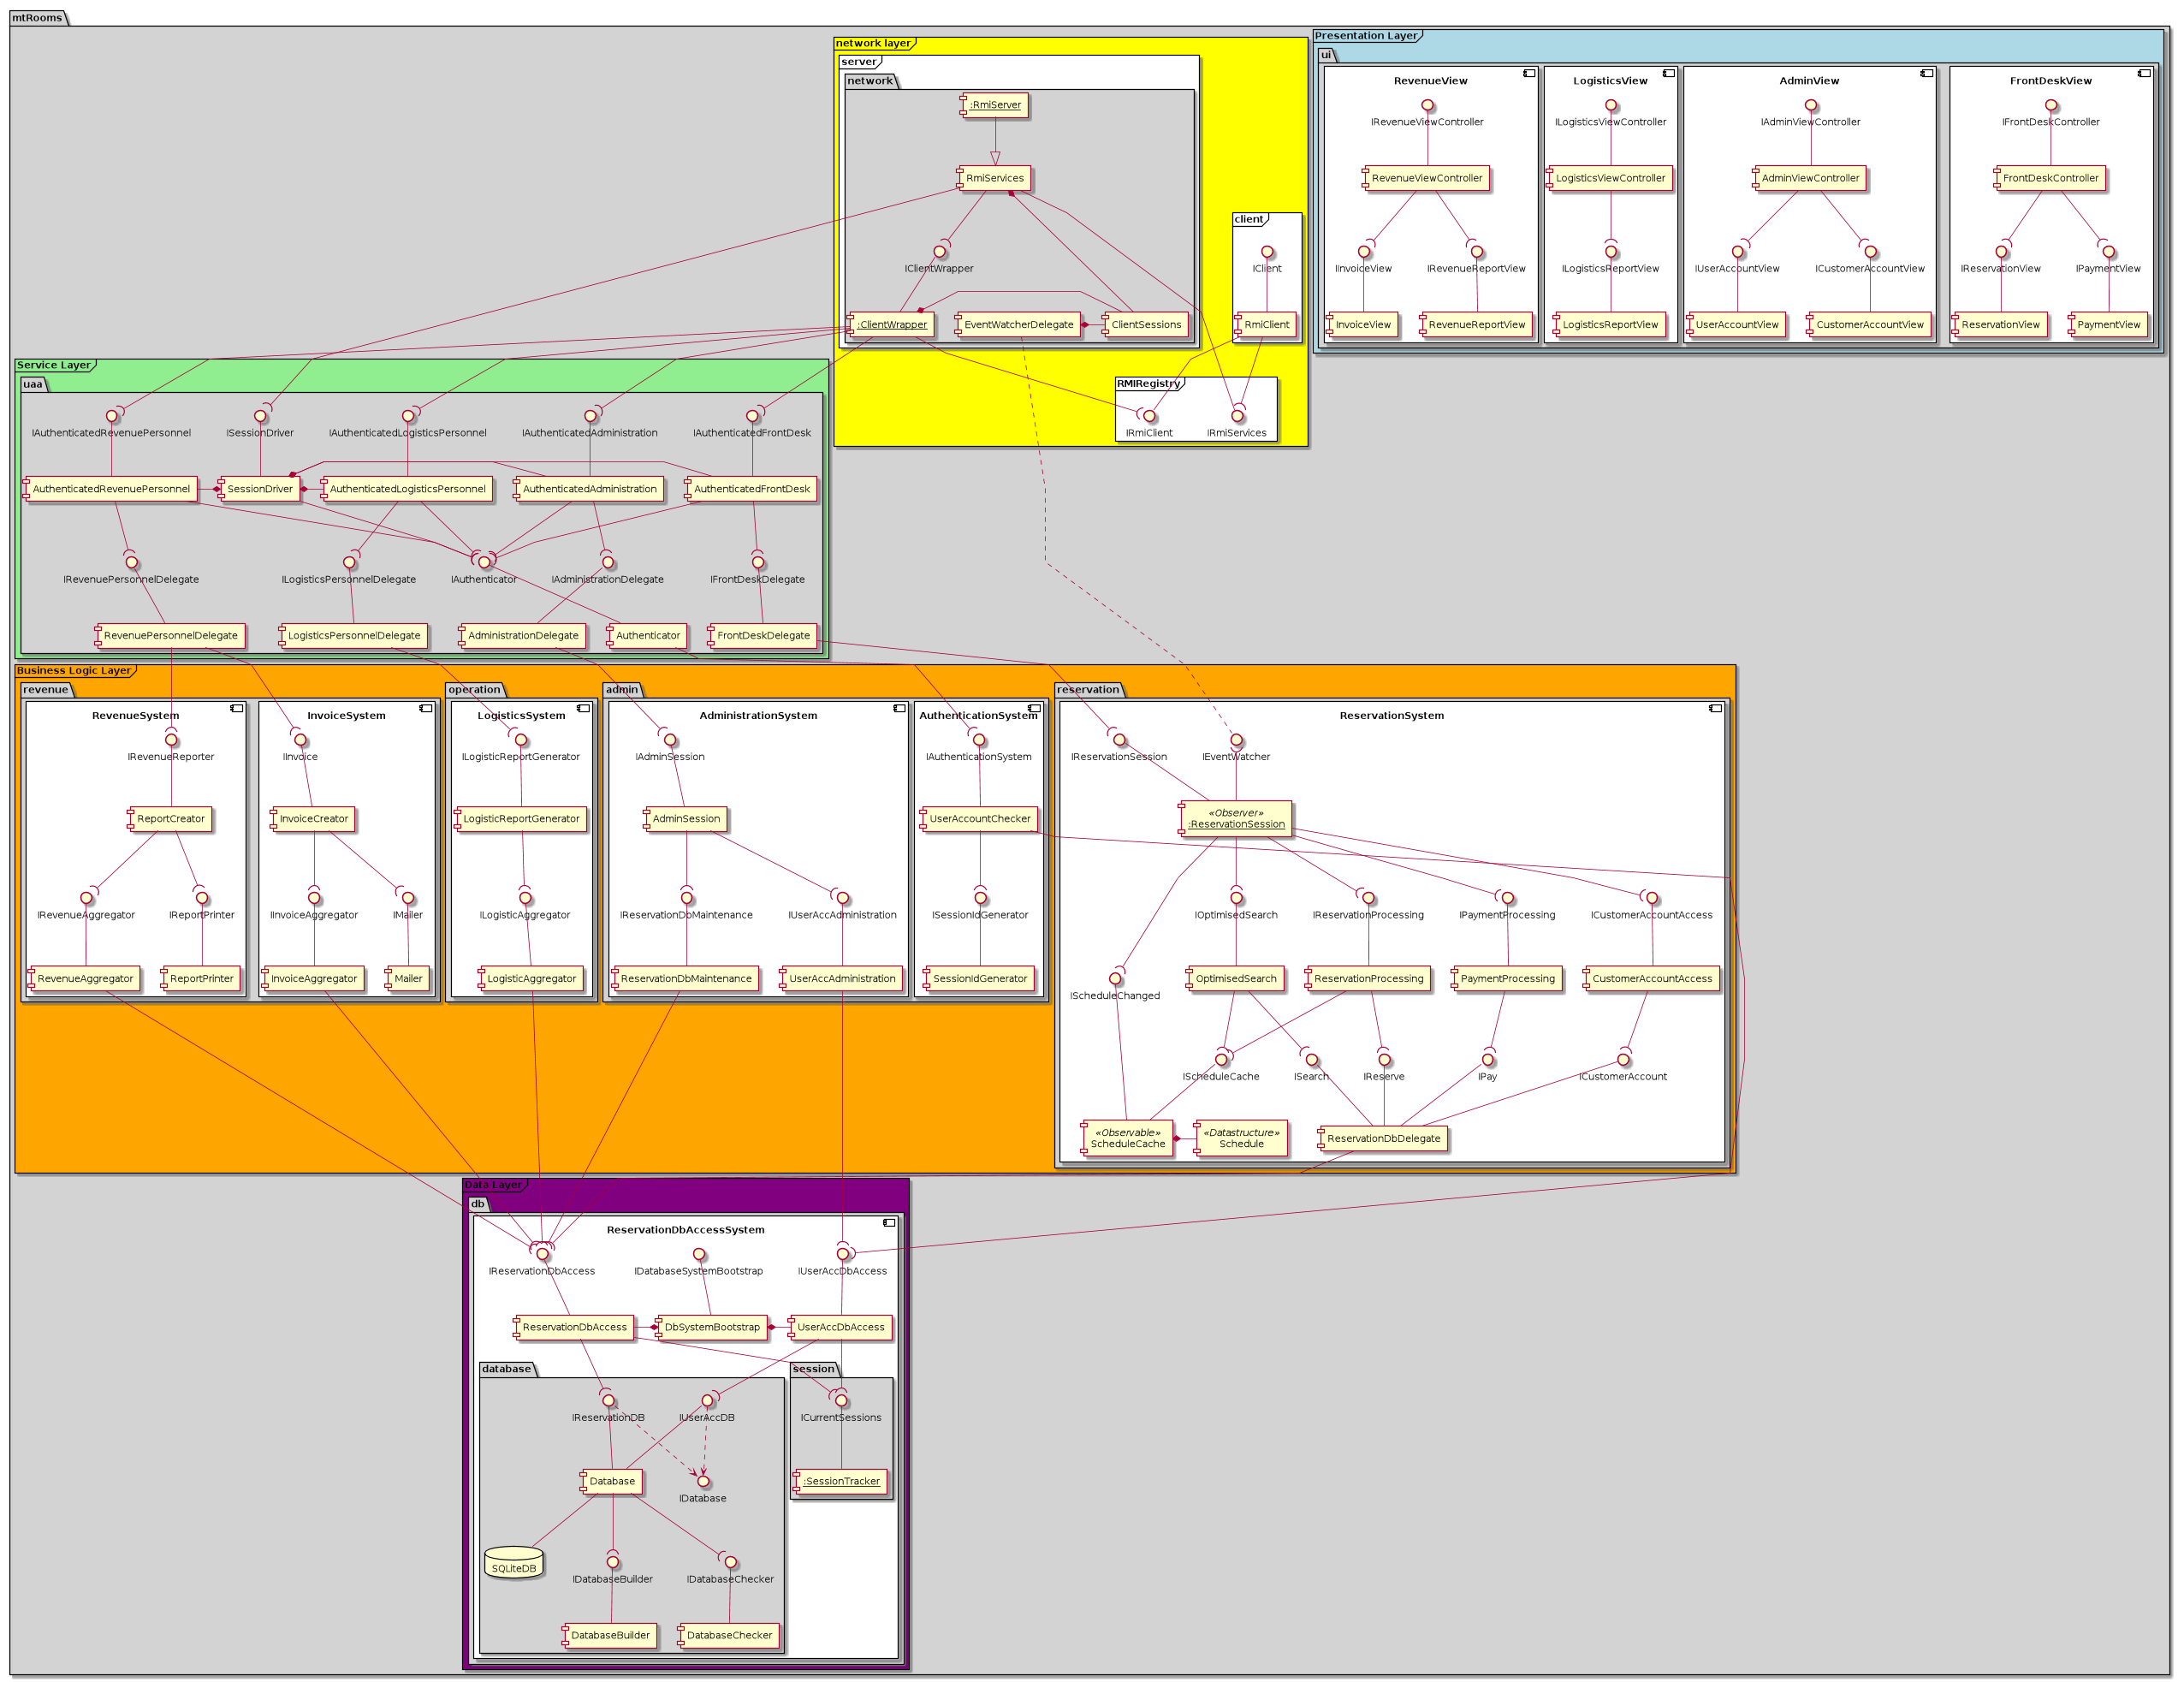 mtRooms
network layer
server
network
:RmiServer
RmiServices
IClientWrapper
:ClientWrapper
EventWatcherDelegate
ClientSessions
client
IClient
RmiClient
RMIRegistry
IRmiClient
IRmiServices
Presentation Layer
ui
RevenueView
IRevenueViewController
RevenueViewController
IInvoiceView
IRevenueReportView
InvoiceView
RevenueReportView
LogisticsView
ILogisticsViewController
LogisticsViewController
ILogisticsReportView
LogisticsReportView
AdminView
IAdminViewController
AdminViewController
IUserAccountView
ICustomerAccountView
UserAccountView
CustomerAccountView
FrontDeskView
IFrontDeskController
FrontDeskController
IReservationView
IPaymentView
ReservationView
PaymentView
Service Layer
uaa
IAuthenticatedRevenuePersonnel
ISessionDriver
IAuthenticatedLogisticsPersonnel
IAuthenticatedAdministration
IAuthenticatedFrontDesk
AuthenticatedRevenuePersonnel
SessionDriver
AuthenticatedLogisticsPersonnel
AuthenticatedAdministration
AuthenticatedFrontDesk
IRevenuePersonnelDelegate
ILogisticsPersonnelDelegate
IAuthenticator
IAdministrationDelegate
IFrontDeskDelegate
RevenuePersonnelDelegate
LogisticsPersonnelDelegate
AdministrationDelegate
Authenticator
FrontDeskDelegate
Business Logic Layer
revenue
RevenueSystem
IRevenueReporter
ReportCreator
IRevenueAggregator
IReportPrinter
RevenueAggregator
ReportPrinter
InvoiceSystem
IInvoice
InvoiceCreator
IInvoiceAggregator
IMailer
InvoiceAggregator
Mailer
operation
LogisticsSystem
ILogisticReportGenerator
LogisticReportGenerator
ILogisticAggregator
LogisticAggregator
admin
AdministrationSystem
IAdminSession
AdminSession
IReservationDbMaintenance
IUserAccAdministration
ReservationDbMaintenance
UserAccAdministration
AuthenticationSystem
IAuthenticationSystem
UserAccountChecker
ISessionIdGenerator
SessionIdGenerator
reservation
ReservationSystem
IReservationSession
IEventWatcher
«Observer»
:ReservationSession
IOptimisedSearch
IReservationProcessing
IPaymentProcessing
ICustomerAccountAccess
IScheduleChanged
OptimisedSearch
ReservationProcessing
PaymentProcessing
CustomerAccountAccess
IScheduleCache
ISearch
IReserve
IPay
ICustomerAccount
«Observable»
ScheduleCache
«Datastructure»
Schedule
ReservationDbDelegate
Data Layer
db
ReservationDbAccessSystem
IReservationDbAccess
IDatabaseSystemBootstrap
IUserAccDbAccess
ReservationDbAccess
DbSystemBootstrap
UserAccDbAccess
database
IReservationDB
IUserAccDB
Database
IDatabase
SQLiteDB
IDatabaseBuilder
IDatabaseChecker
DatabaseBuilder
DatabaseChecker
session
ICurrentSessions
:SessionTracker